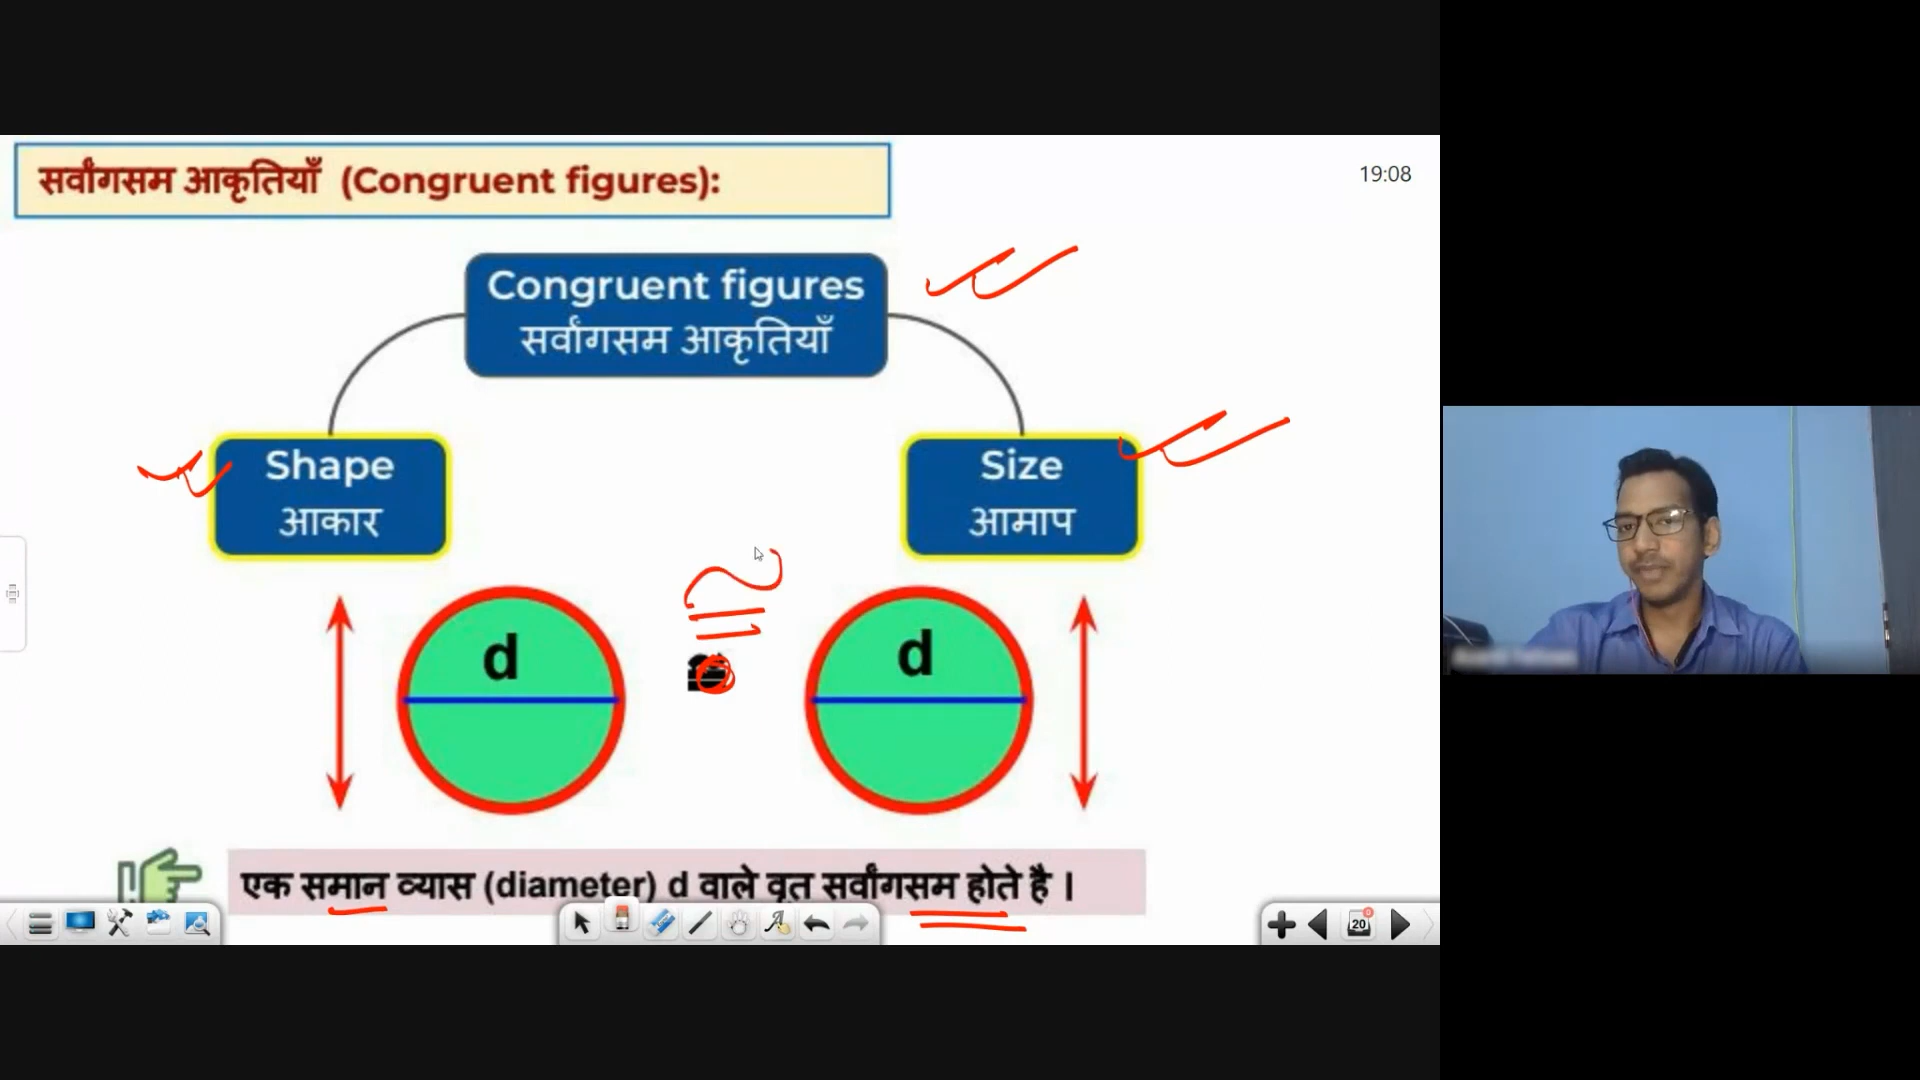 सर्वांगसम आकृतियाँ (Congruent figures):
19:08
Congruent figures
सर्वांगसम आकृतियाँ
Shape
आकार
Size
आमाप
d
≅
d
एक समान व्यास (diameter) d वाले वृत सर्वांगसम होते है ।
20